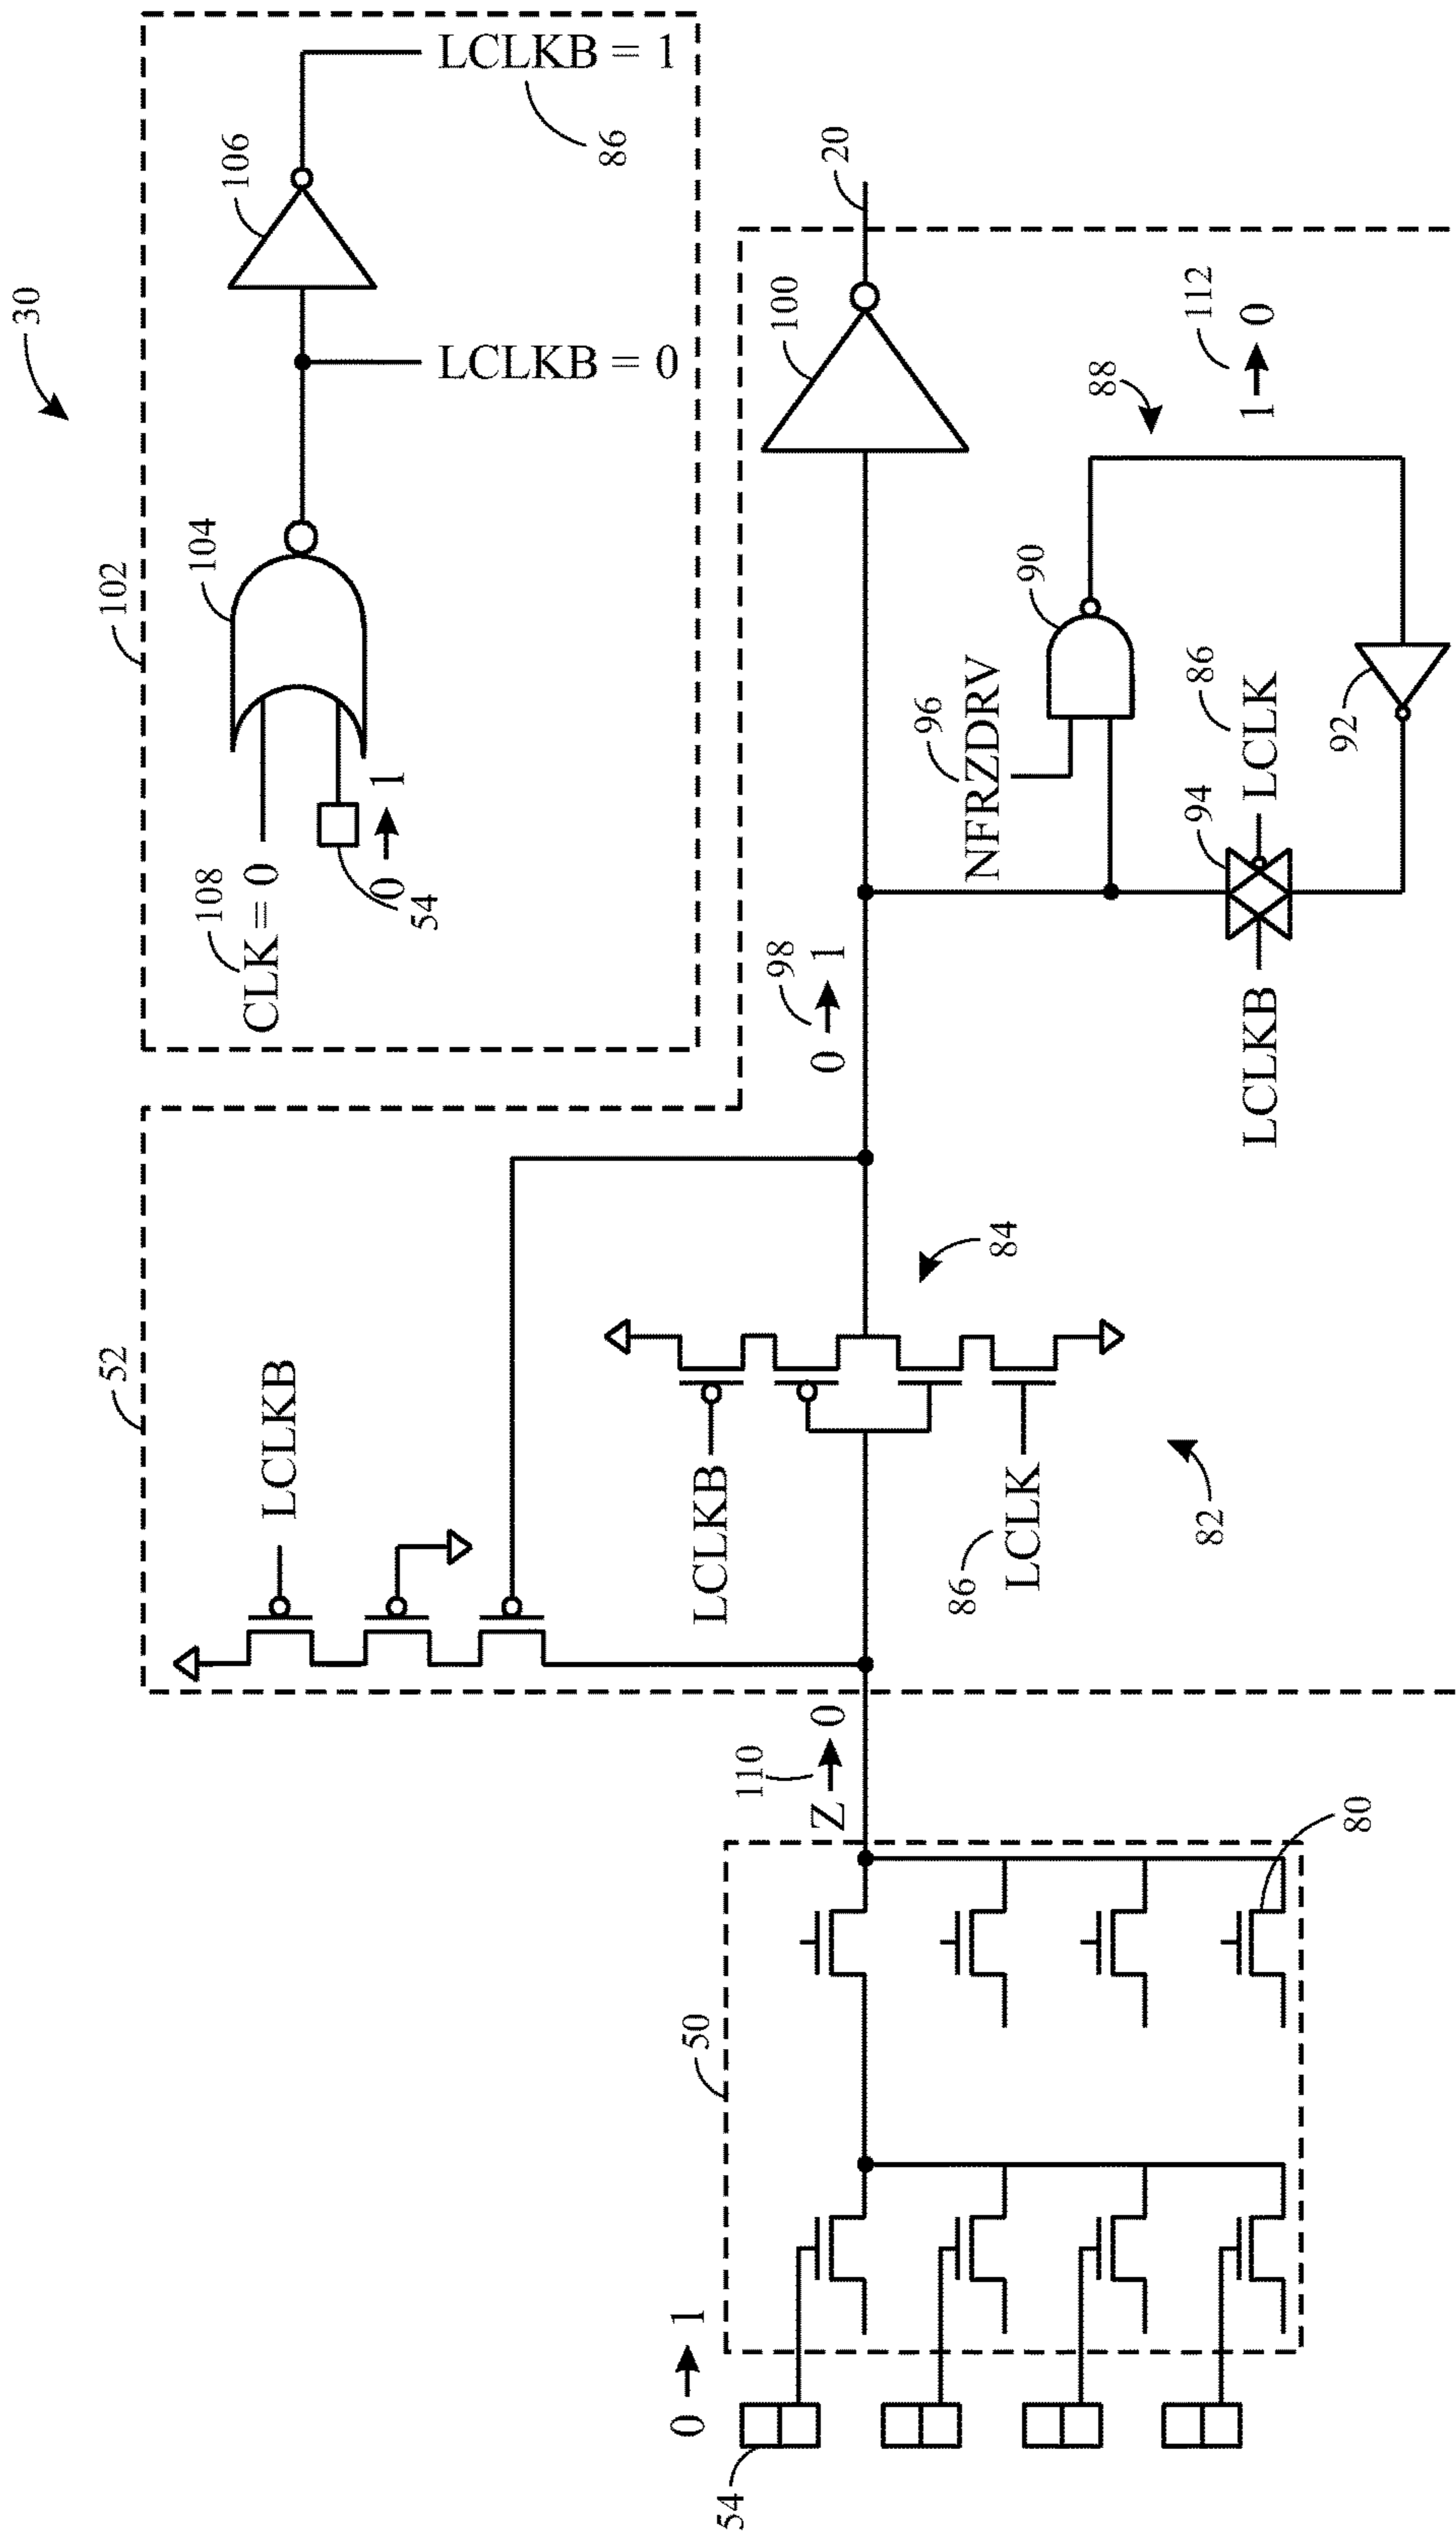 30
102
104
106
108
CLK = 0
54
0 → 1
LCLKB = 0
LCLKB = 1
86
52
LCLKB
LCLKB
86
LCLK
84
82
98
0 → 1
100
20
96
NFRZDRV
90
88
112
1 → 0
94
86
LCLK
LCLKB
92
50
110
Z → 0
80
0 → 1
54